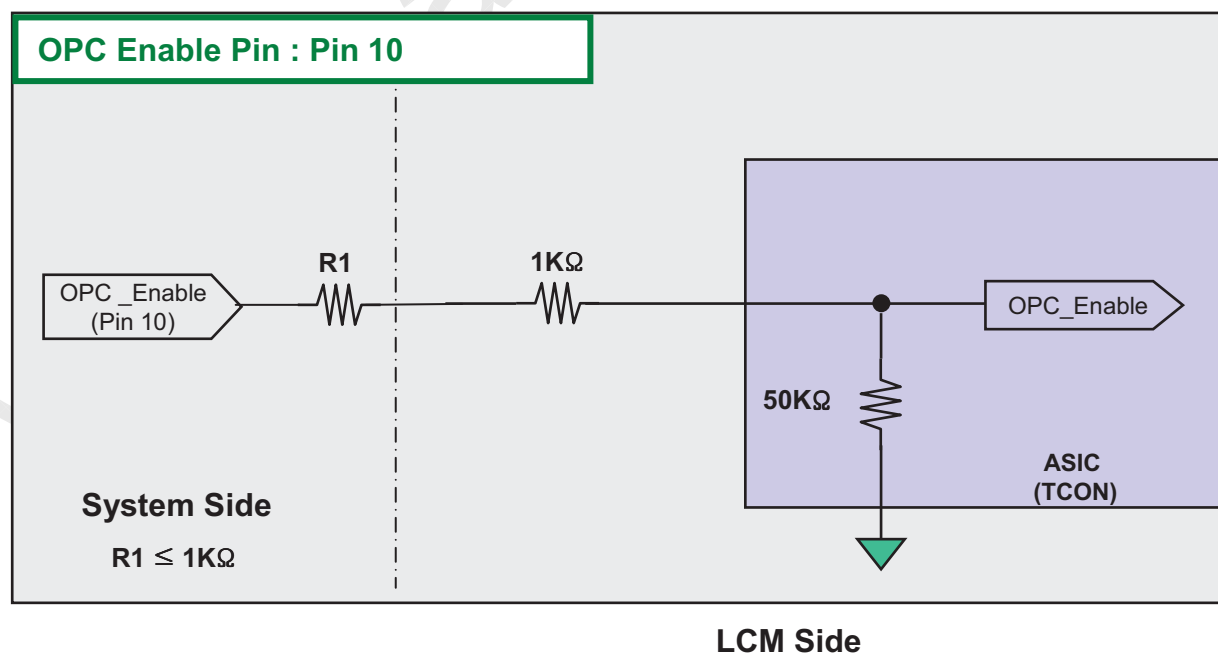 OPC Enable Pin : Pin 10
R1
1KΩ
OPC _Enable
(Pin 10)
OPC_Enable
50KΩ
ASIC
(TCON)
System Side
R1 ≤ 1KΩ
LCM Side